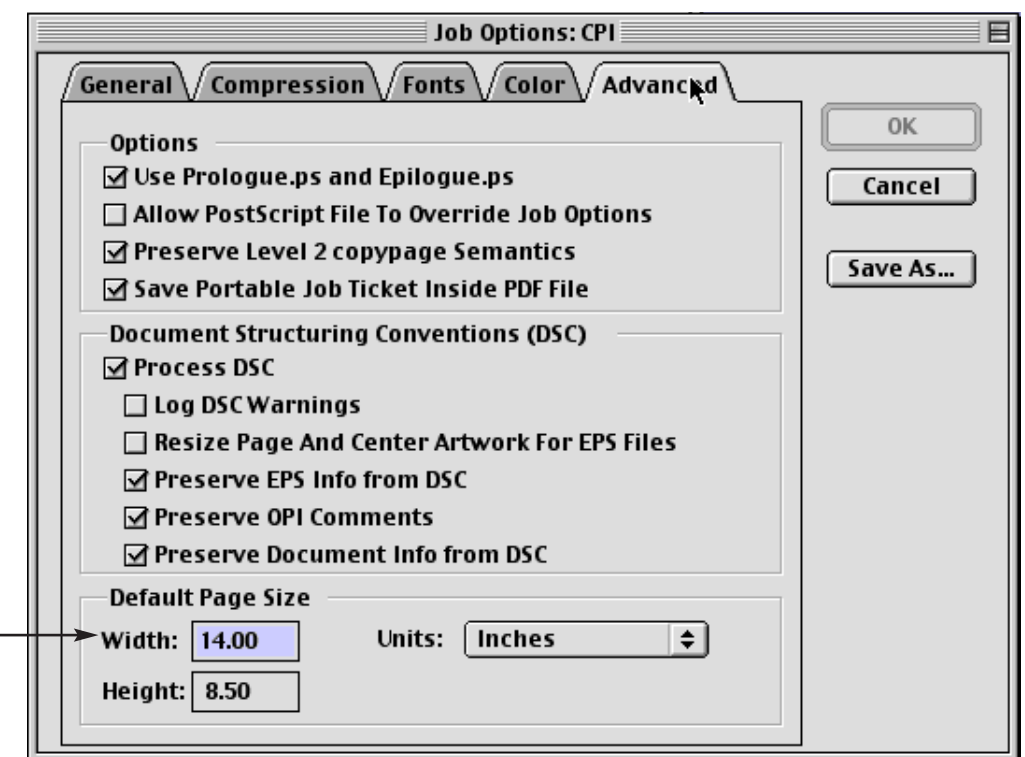 Job Options: CPI
General Compression Fonts Color Advanced
Options
Use Prologue.ps and Epilogue.ps
Allow PostScript File To Override Job Options
Preserve Level 2 copypage Semantics
Save Portable Job Ticket Inside PDF File
Document Structuring Conventions (DSC)
Process DSC
Log DSC Warnings
Resize Page And Center Artwork For EPS Files
Preserve EPS Info from DSC
Preserve OPI Comments
Preserve Document Info from DSC
Default Page Size
Width: 14.00 Units: Inches
Height: 8.50
OK
Cancel
Save As...